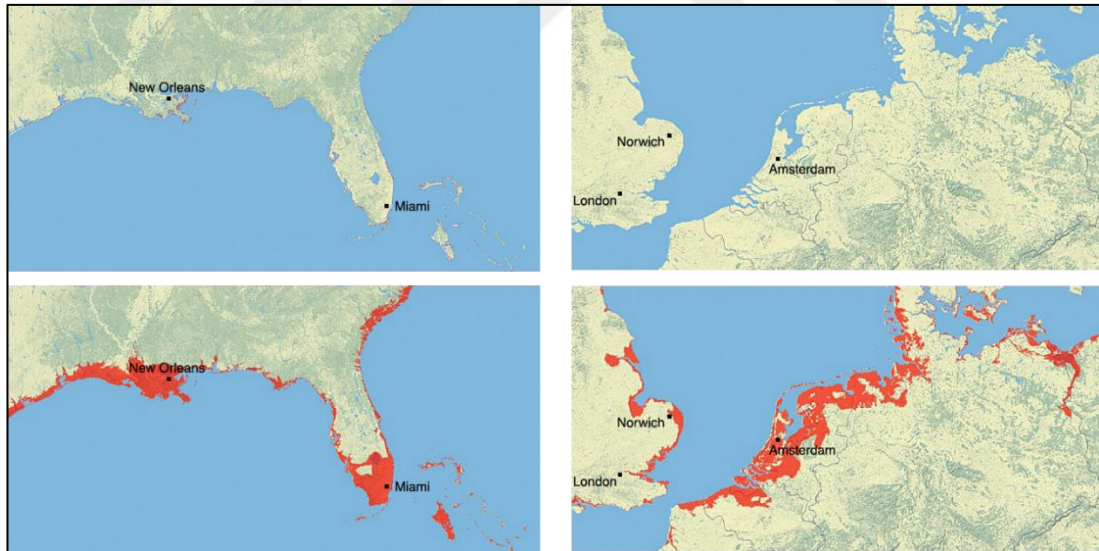 New Orleans
Miami
Norwich
Amsterdam
London
New Orleans
Miami
Norwich
Amsterdam
London